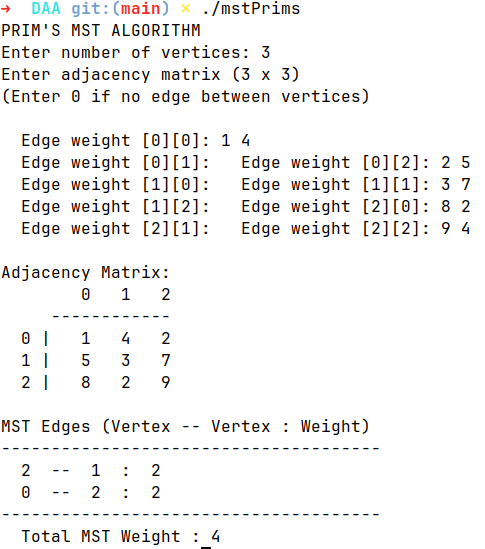 → DAA git:(main) × ./mstPrims
PRIM'S MST ALGORITHM
Enter number of vertices: 3
Enter adjacency matrix (3 x 3)
(Enter 0 if no edge between vertices)
Edge weight [0][0]: 1 4
Edge weight [0][1]:   Edge weight [0][2]: 2 5
Edge weight [1][0]:   Edge weight [1][1]: 3 7
Edge weight [1][2]:   Edge weight [2][0]: 8 2
Edge weight [2][1]:   Edge weight [2][2]: 9 4
Adjacency Matrix:
0   1   2
------------
0 |   1   4   2
1 |   5   3   7
2 |   8   2   9
MST Edges (Vertex -- Vertex : Weight)
--------------------------------------
2  --  1  :  2
0  --  2  :  2
--------------------------------------
Total MST Weight : 4